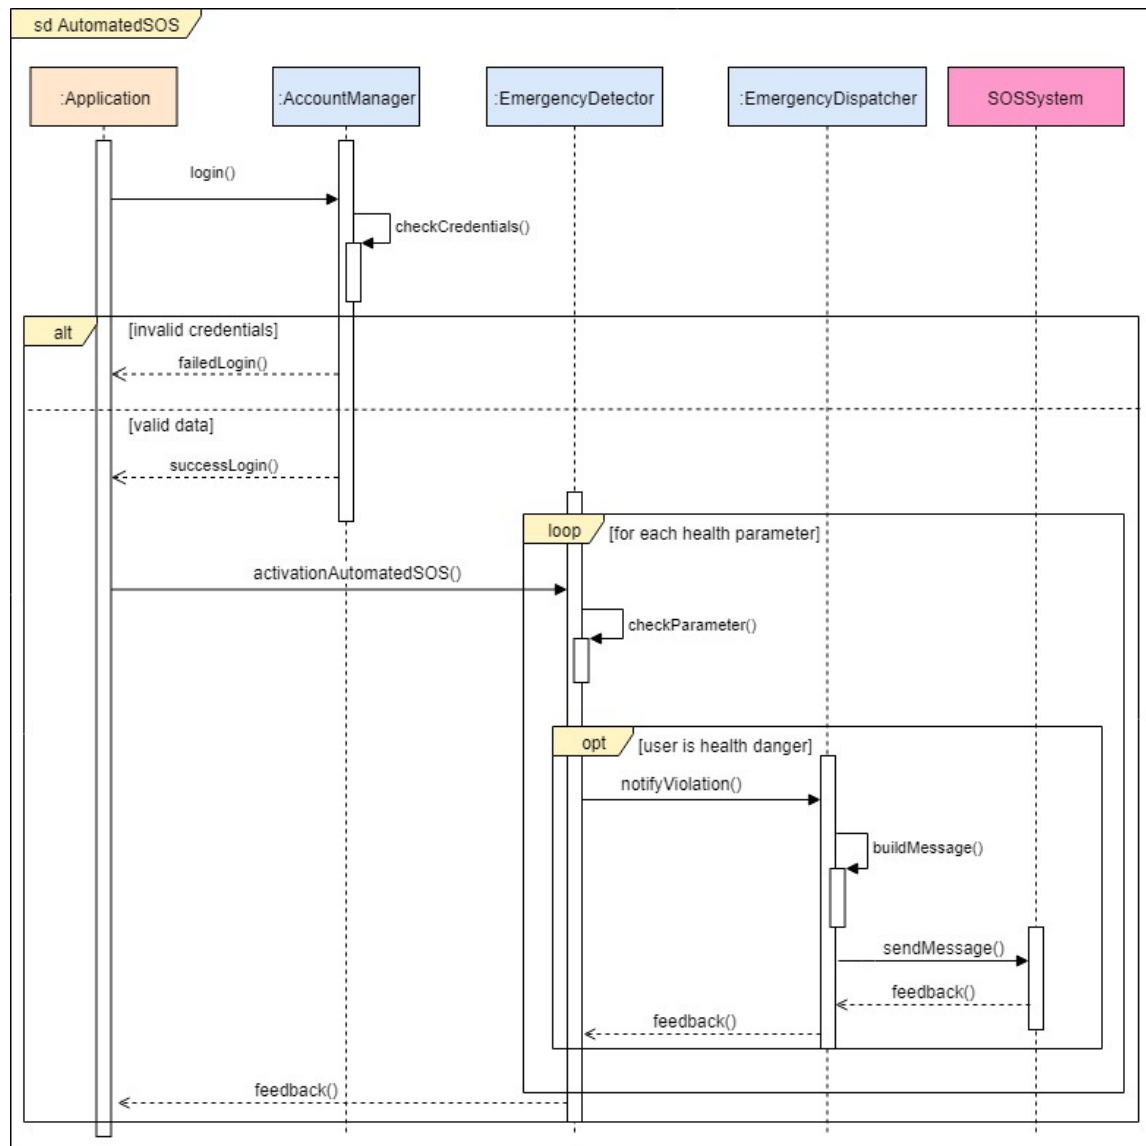 sd AutomatedSOS
:Application
:AccountManager
:EmergencyDetector
:EmergencyDispatcher
SOSSystem
login()
checkCredentials()
alt
[invalid credentials]
failedLogin()
[valid data]
successLogin()
loop
[for each health parameter]
activationAutomatedSOS()
checkParameter()
opt
[user is health danger]
notifyViolation()
buildMessage()
sendMessage()
feedback()
feedback()
feedback()